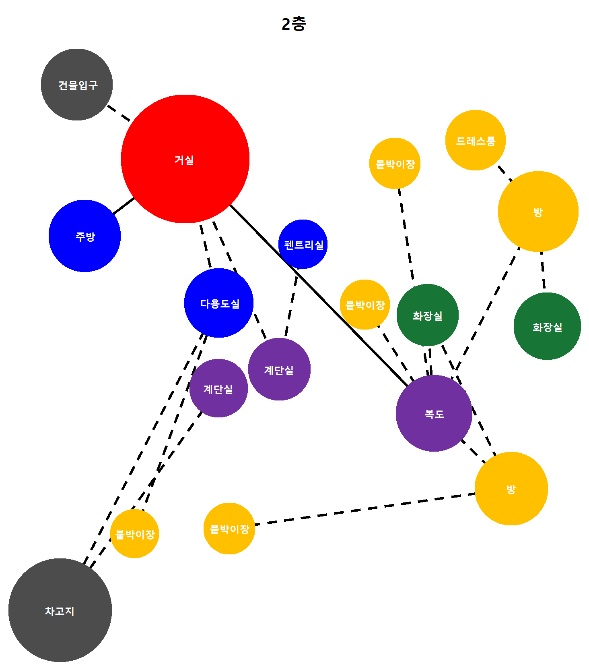 2층
건물입구
드레스룸
거실
붙박이장
방
주방
펜트리실
다용도실
붙박이장
화장실
화장실
계단실
계단실
복도
방
붙박이장
붙박이장
차고지